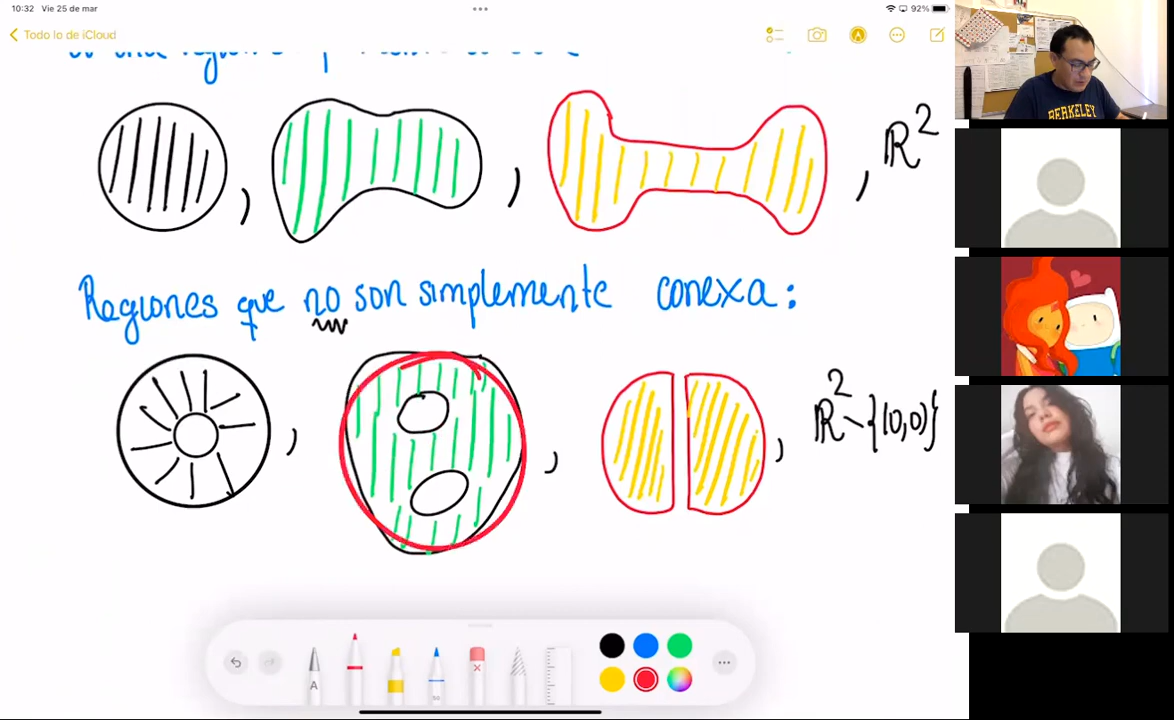 10:32 Vie 25 de mar
92%
Todo lo de iCloud
, , , ℝ²
Regiones que no son simplemente conexa:
, , , ℝ² - {(0,0)}
A
50
BERKELEY